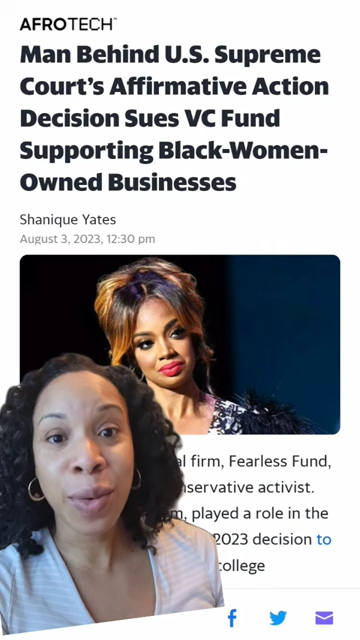 AFROTECH™
Man Behind U.S. Supreme
Court's Affirmative Action
Decision Sues VC Fund
Supporting Black-Women-
Owned Businesses
Shanique Yates
August 3, 2023, 12:30 pm
al firm, Fearless Fund,
nservative activist.
m, played a role in the
2023 decision to
college